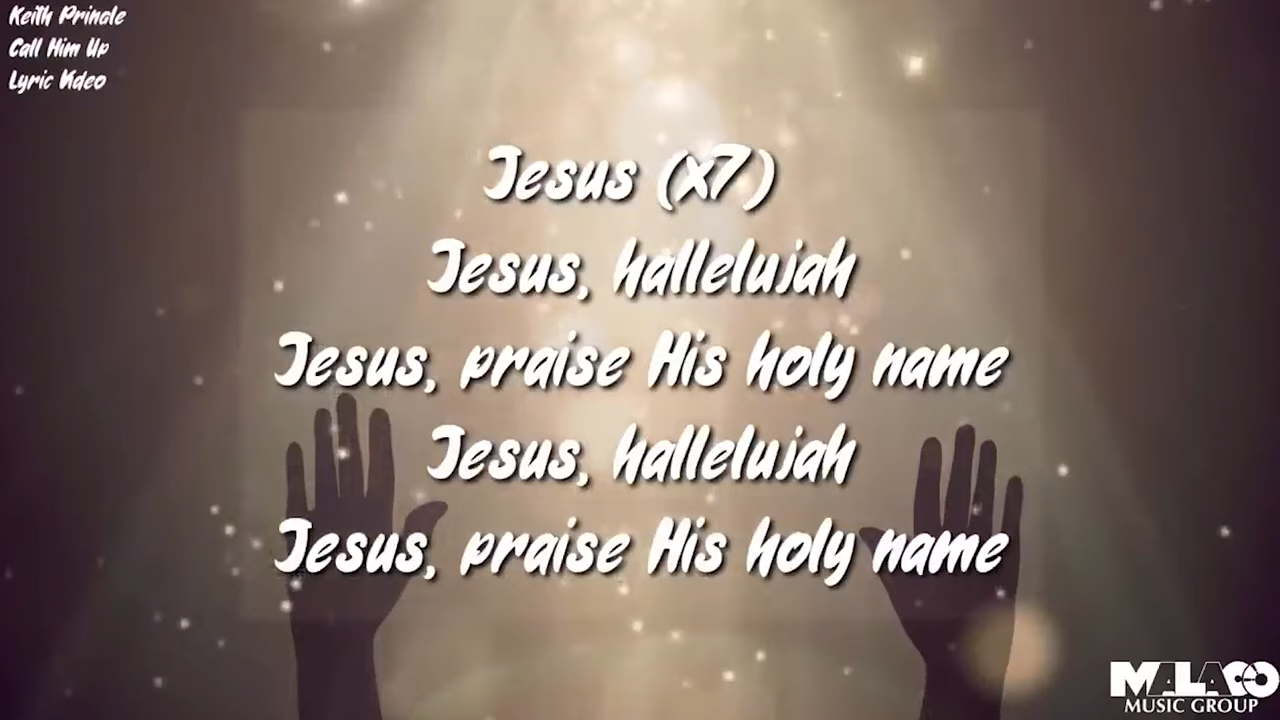 Keith Pringle
Call Him Up
Lyric Video
Jesus (x7)
Jesus, hallelujah
Jesus, praise His holy name
Jesus, hallelujah
Jesus, praise His holy name
MALACO
MUSIC GROUP